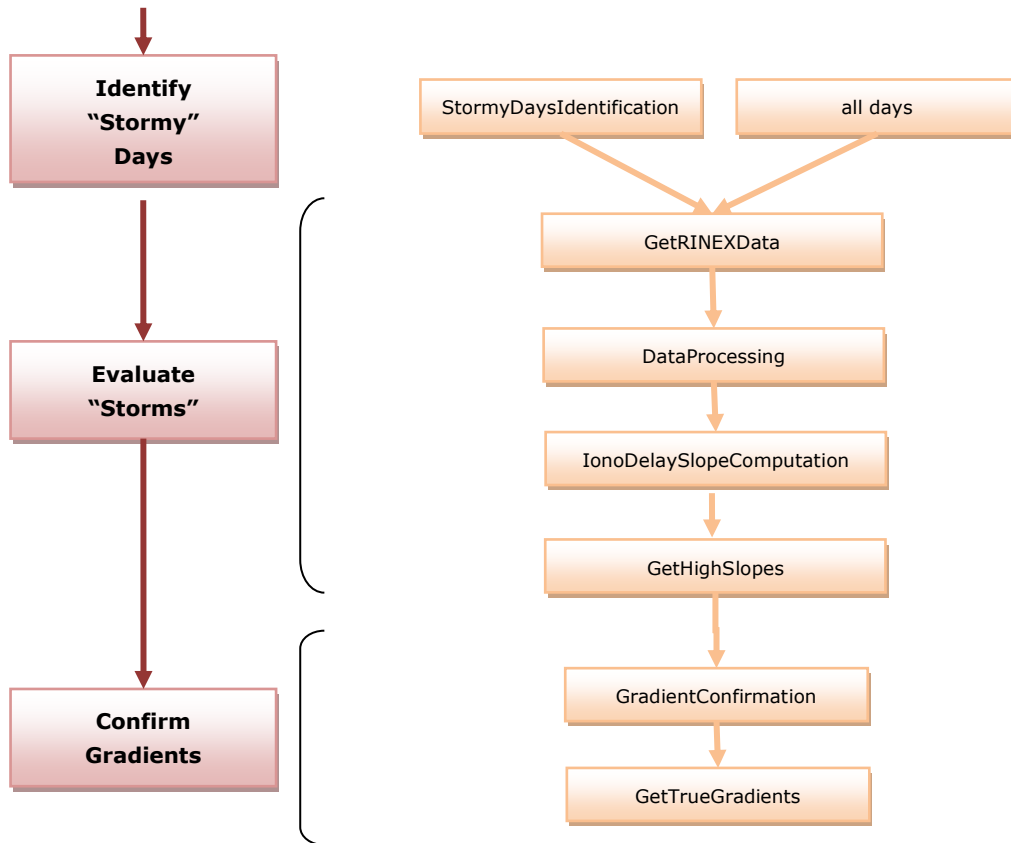 Identify
“Stormy”
Days
Evaluate
“Storms”
Confirm
Gradients
StormyDaysIdentification
all days
GetRINEXData
DataProcessing
IonoDelaySlopeComputation
GetHighSlopes
GradientConfirmation
GetTrueGradients